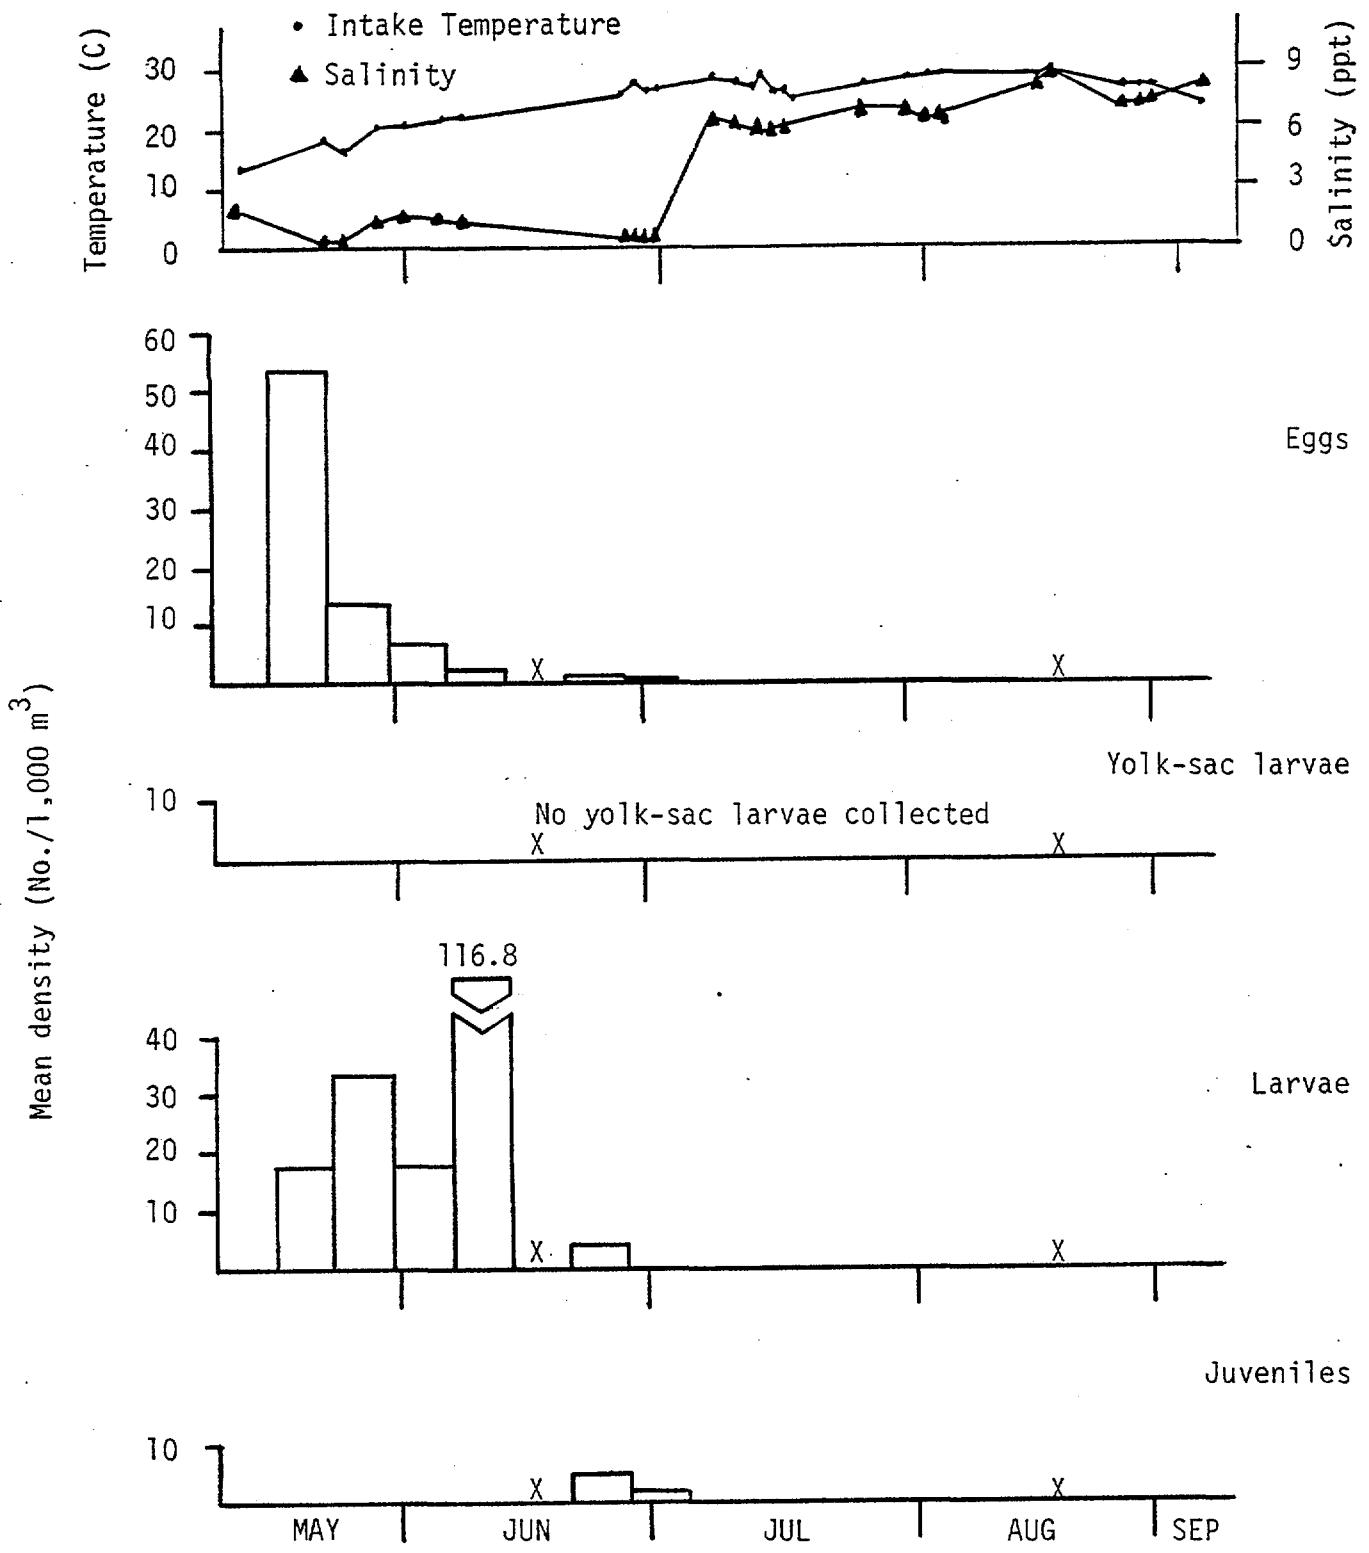 Intake Temperature
Salinity
Temperature (C)
30
20
10
0
9
6
3
0
Salinity (ppt)
60
50
40
30
20
10
Eggs
X
X
Mean density (No./1,000 m³)
Yolk-sac larvae
10
No yolk-sac larvae collected
X
X
116.8
40
30
20
10
Larvae
X
X
Juveniles
10
X
X
MAY
JUN
JUL
AUG
SEP